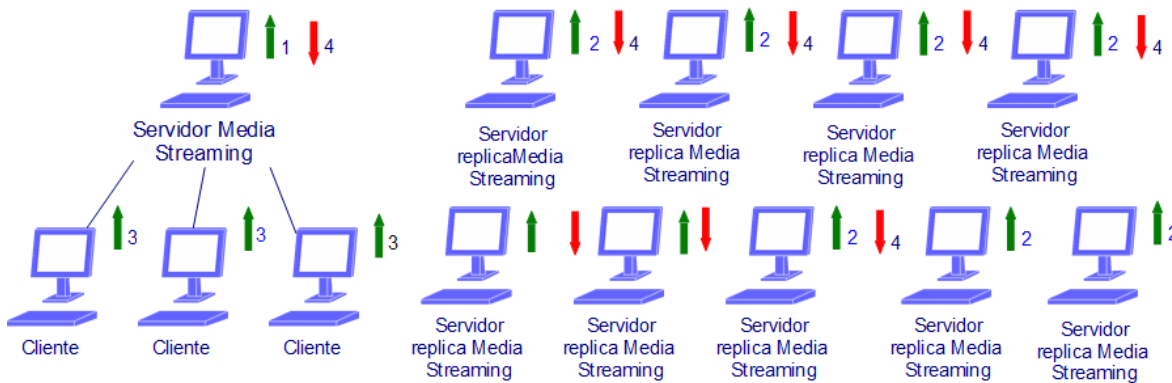 1 4
2 4 2 4 2 4 2 4
Servidor Media
Streaming
Servidor
replicaMedia
Streaming
Servidor
replica Media
Streaming
Servidor
replica Media
Streaming
Servidor
replica Media
Streaming
3 3 3
2 4 2 2
Cliente
Cliente
Cliente
Servidor
replica Media
Streaming
Servidor
replica Media
Streaming
Servidor
replica Media
Streaming
Servidor
replica Media
Streaming
Servidor
replica Media
Streaming